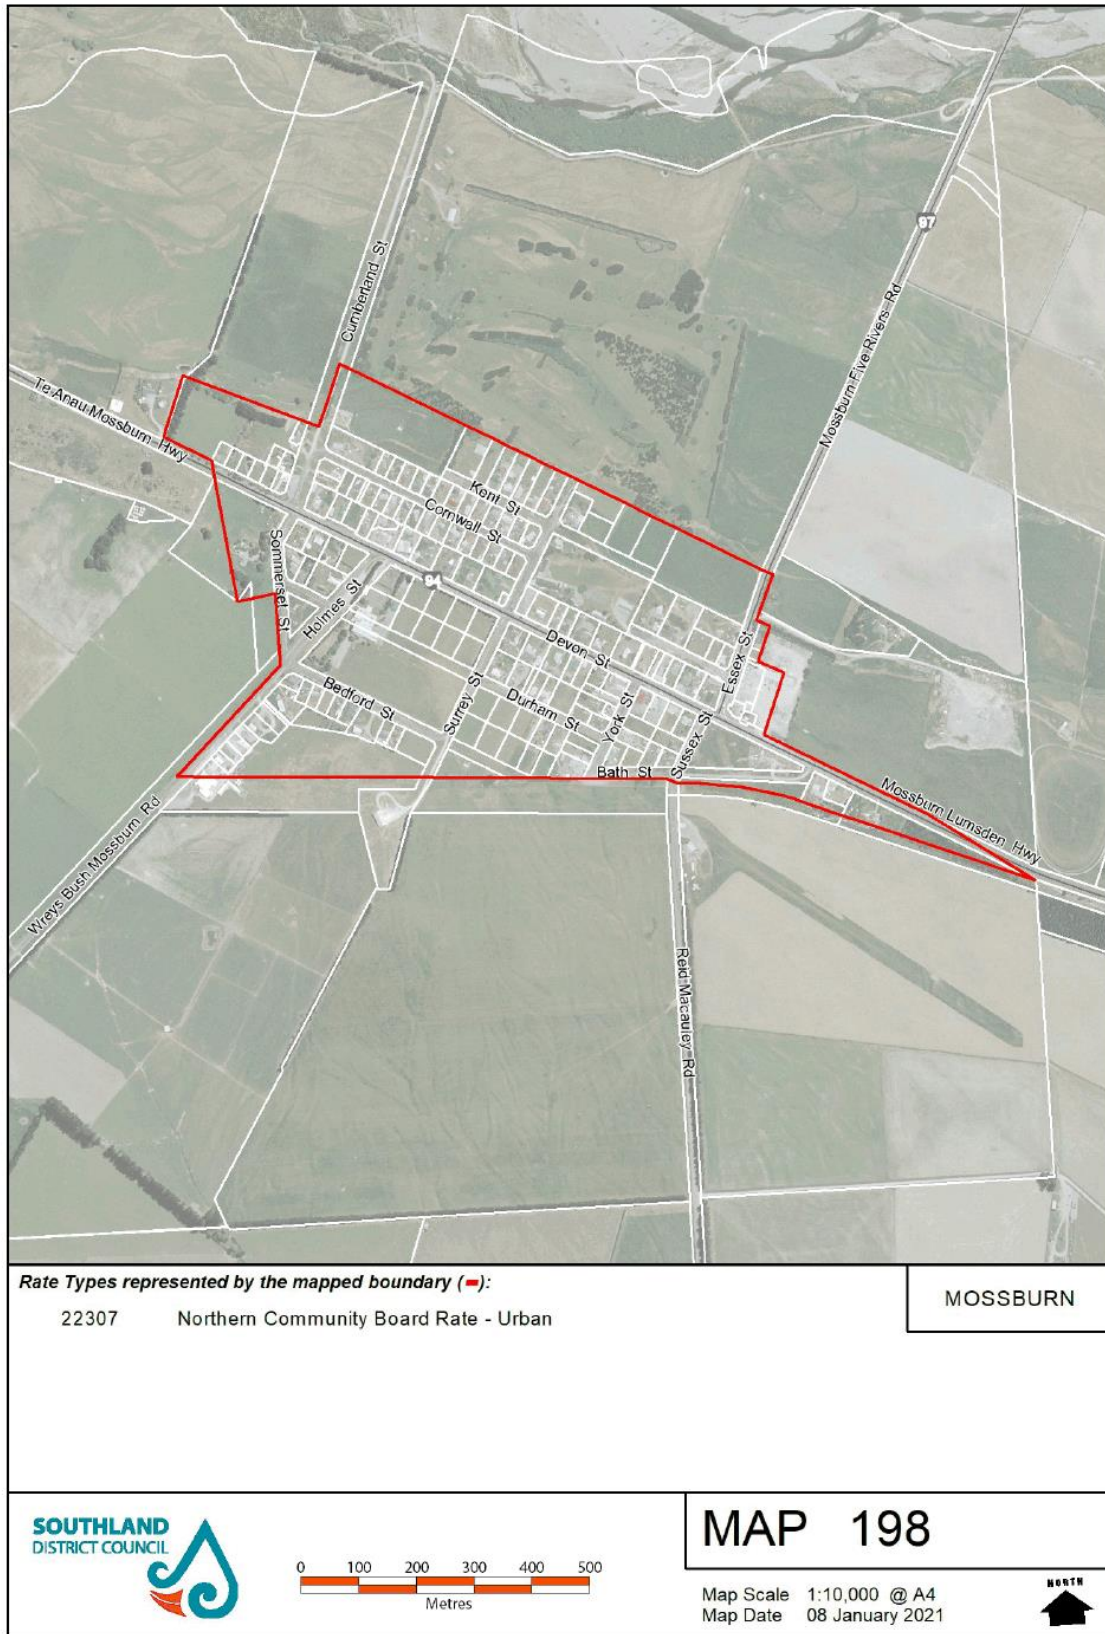 Cumberland St
97
Mossburn Five Rivers Rd
Te Anau Mossburn Hwy
Kent St
Cornwall St
Sommerset St
94
Holmes St
Devon St
Essex St
Bedford St
Surrey St
Durham St
York St
Sussex St
Bath St
Mossburn Lumsden Hwy
Wreys Bush Mossburn Rd
Reid Macauley Rd
Rate Types represented by the mapped boundary (▬):
22307 Northern Community Board Rate - Urban
MOSSBURN
SOUTHLAND
DISTRICT COUNCIL
0 100 200 300 400 500
Metres
MAP 198
Map Scale 1:10,000 @ A4
Map Date 08 January 2021
NORTH